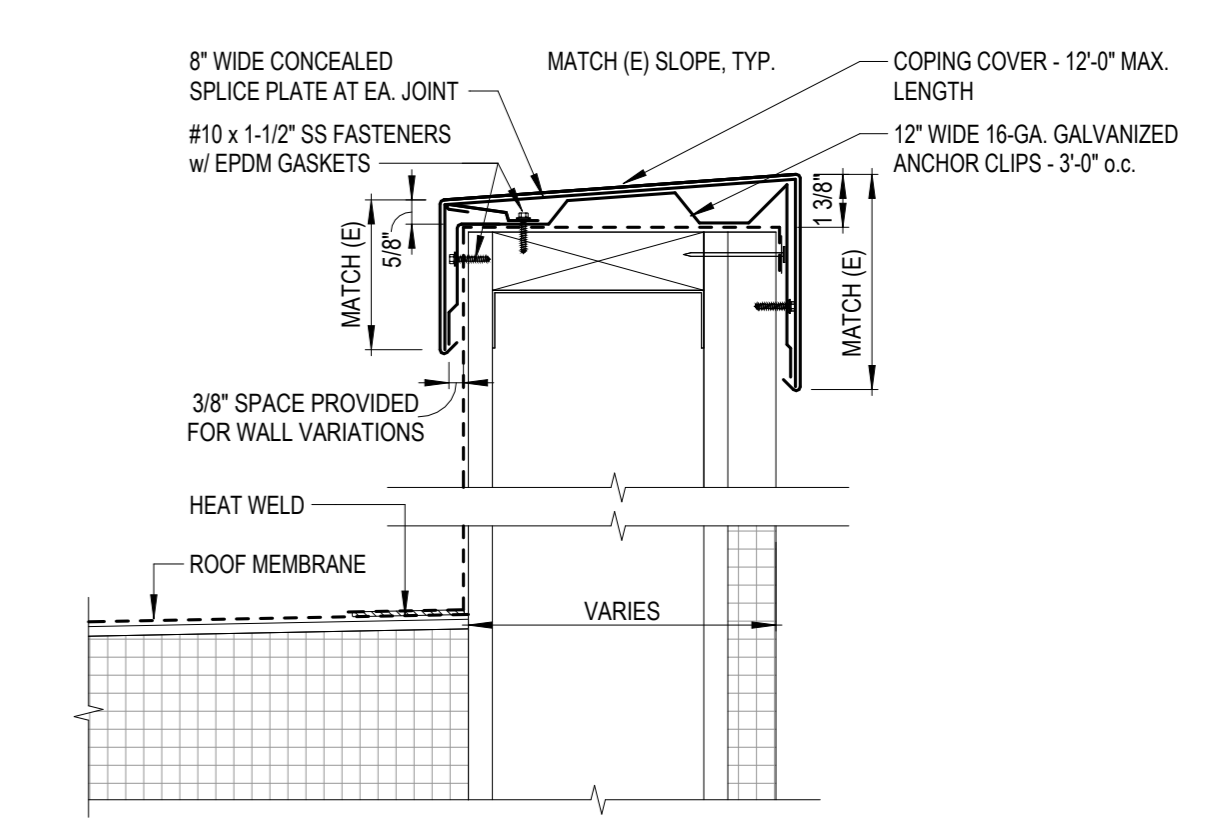 8" WIDE CONCEALED
SPLICE PLATE AT EA. JOINT
#10 x 1-1/2" SS FASTENERS
w/ EPDM GASKETS
MATCH (E) SLOPE, TYP.
COPING COVER - 12'-0" MAX.
LENGTH
12" WIDE 16-GA. GALVANIZED
ANCHOR CLIPS - 3'-0" o.c.
MATCH (E)
5/8"
1 3/8"
MATCH (E)
3/8" SPACE PROVIDED
FOR WALL VARIATIONS
HEAT WELD
ROOF MEMBRANE
VARIES